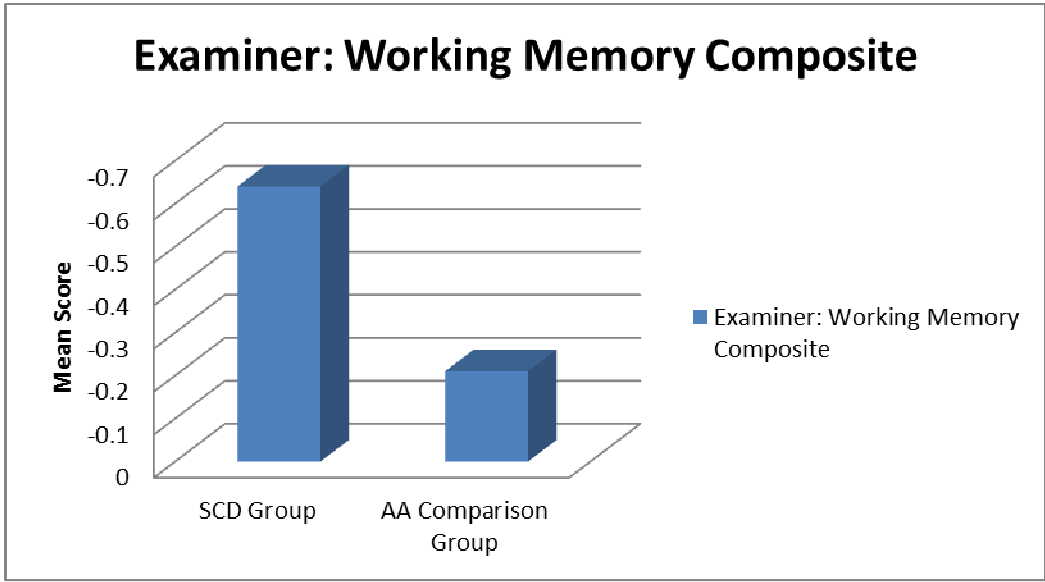 Examiner: Working Memory Composite
-0.7
-0.6
-0.5
-0.4
-0.3
-0.2
-0.1
0
Mean Score
SCD Group
AA Comparison
Group
Examiner: Working Memory
Composite